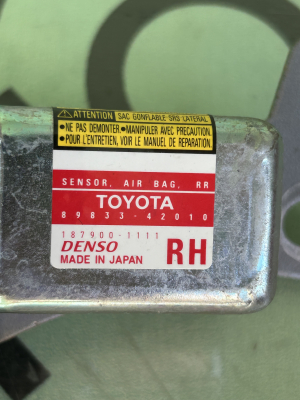 ATTENTION SAC GONFLABLE SRD LATERAL
•NE PAS DEMONTER •MANIPULER AVEC PRECAUTION.
•POUR L'ENTRETIEN, VOIR LE MANUEL DE REPARATION.
SENSOR, AIR BAG, RR
TOYOTA
89833-42010
187900-1111
DENSO
MADE IN JAPAN
RH